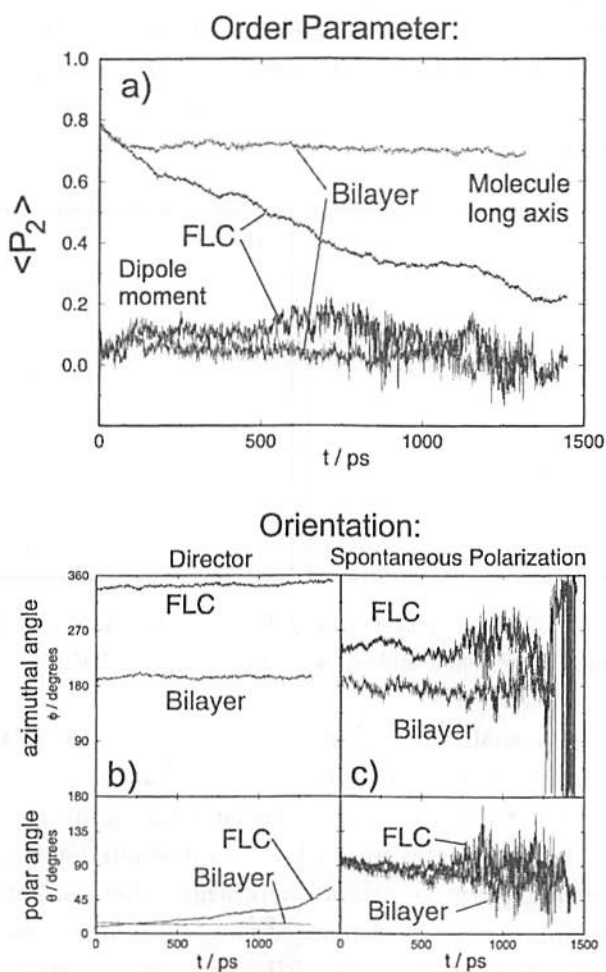 Order Parameter:
1.0
a)
0.8
0.6
0.4
0.2
0.0
<P₂>
Bilayer
Molecule
long axis
FLC
Dipole
moment
0
500
1000
1500
t / ps
Orientation:
Director
Spontaneous Polarization
360
270
180
90
azimuthal angle
ϕ / degrees
FLC
Bilayer
b)
FLC
Bilayer
c)
180
135
90
45
0
polar angle
θ / degrees
FLC
Bilayer
FLC
Bilayer
0
500
1000
0
500
1000
1500
t / ps
t / ps